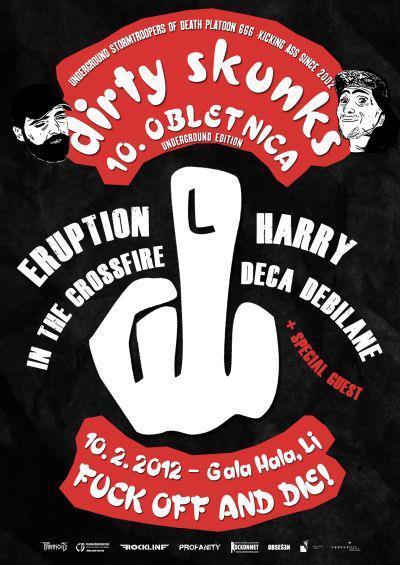 UNDERGROUND STORMTROOPERS OF DEATH PLATOON 666 - KICKING ASS SINCE 2002
dirty skunks
10. OBLETNICA
UNDERGROUND EDITION
ERUPTION
HARRY
IN THE CROSSFIRE
DECA DEBILANE
+ SPECIAL GUEST
10. 2. 2012 - Gala Hala, Lj
FUCK OFF AND DIE!
ROCKLINE
PROFANITY
ROCKONNET
OBSESEN